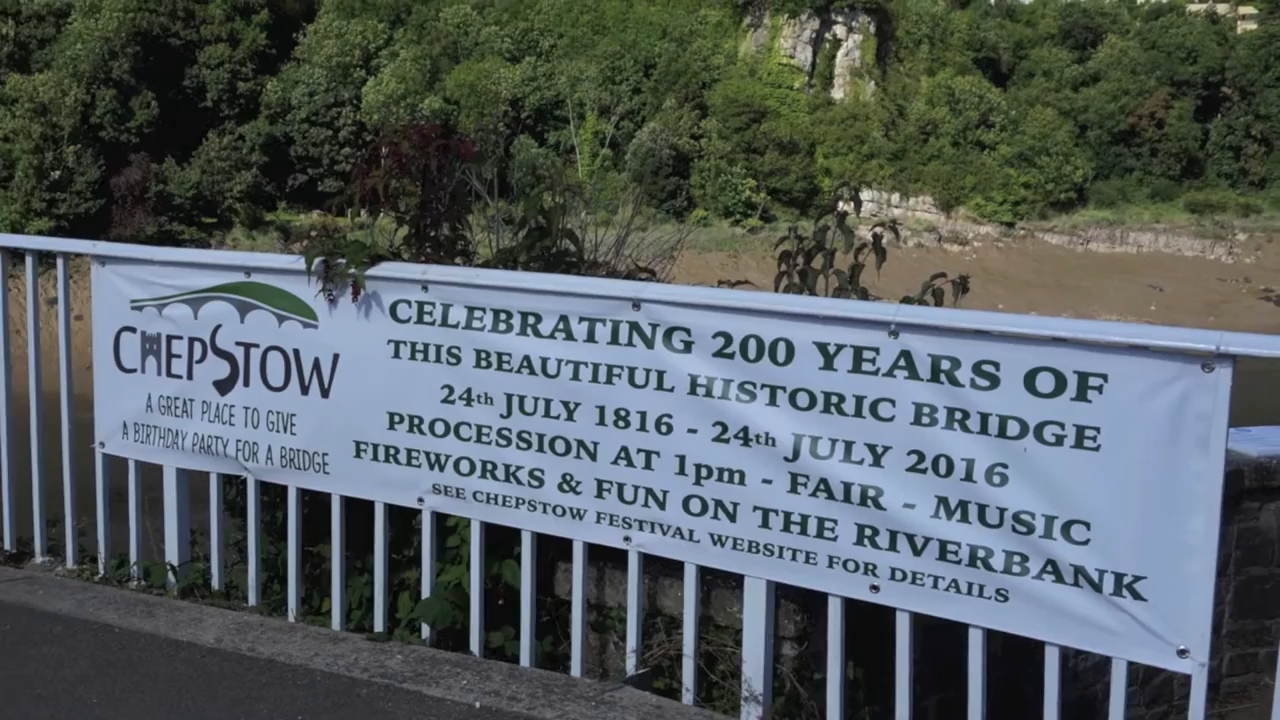 CHEPSTOW
A GREAT PLACE TO GIVE
A BIRTHDAY PARTY FOR A BRIDGE
CELEBRATING 200 YEARS OF
THIS BEAUTIFUL HISTORIC BRIDGE
24th JULY 1816 - 24th JULY 2016
PROCESSION AT 1pm - FAIR - MUSIC
FIREWORKS & FUN ON THE RIVERBANK
SEE CHEPSTOW FESTIVAL WEBSITE FOR DETAILS